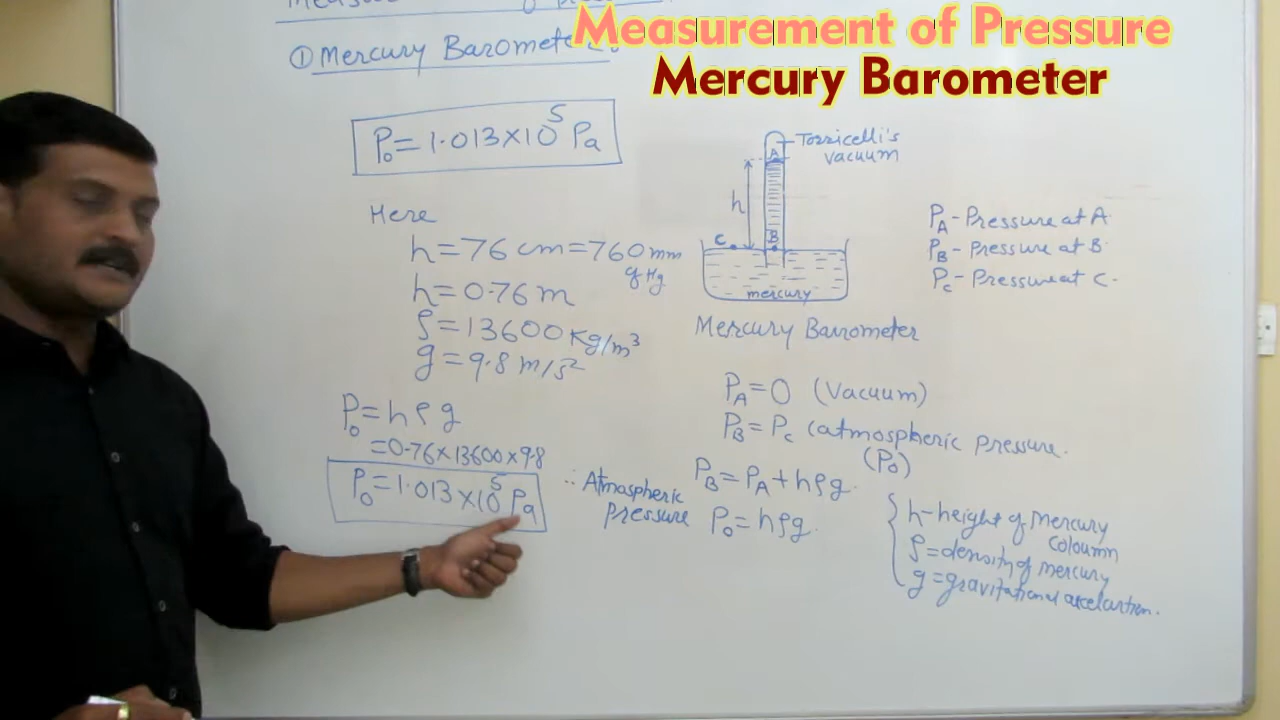 Measurement of Pressure
Mercury Barometer
① Mercury Barometer:
P₀=1.013×10⁵ Pa
Here
h=76 cm=760 mm
of Hg
h=0.76 m
ρ=13600 Kg/m³
g=9.8 m/s²
P₀=hρg
=0.76×13600×9.8
P₀=1.013×10⁵ Pa
Torricelli's
vacuum
A
h
C
B
mercury
Mercury Barrometer
P_A - Pressure at A.
P_B - Pressure at B.
P_C - Pressure at C.
P_A=0 (Vacuum)
P_B=P_C (atmospheric pressure.
(P₀)
P_B=P_A+hρg.
∴ Atmospheric
pressure P₀=hρg.
h-height of mercury
coloumn
ρ=density of mercury
g=gravitational